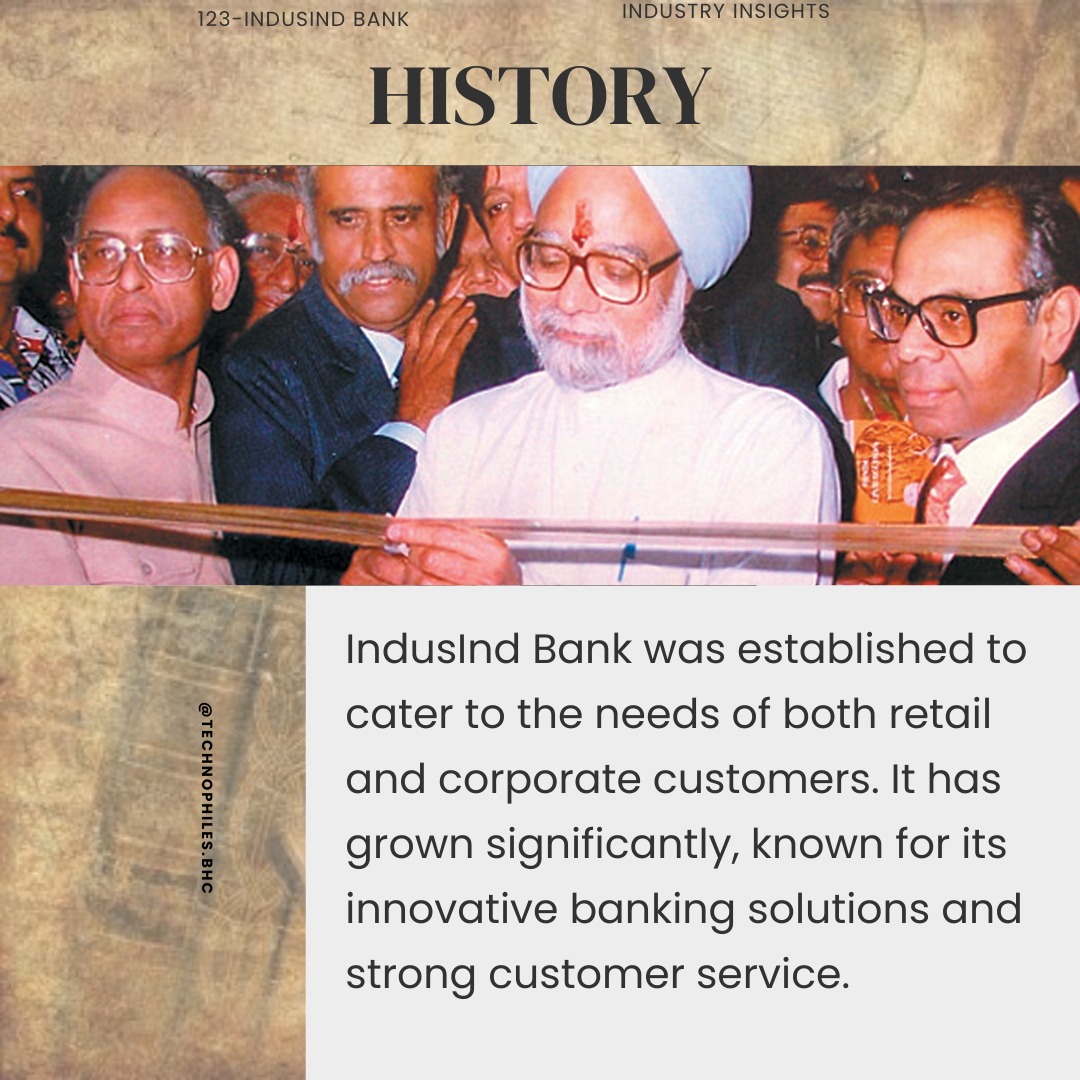 123-INDUSIND BANK
INDUSTRY INSIGHTS
HISTORY
IndusInd Bank was established to
cater to the needs of both retail
and corporate customers. It has
grown significantly, known for its
innovative banking solutions and
strong customer service.
@TECHNOPHILES.BHC